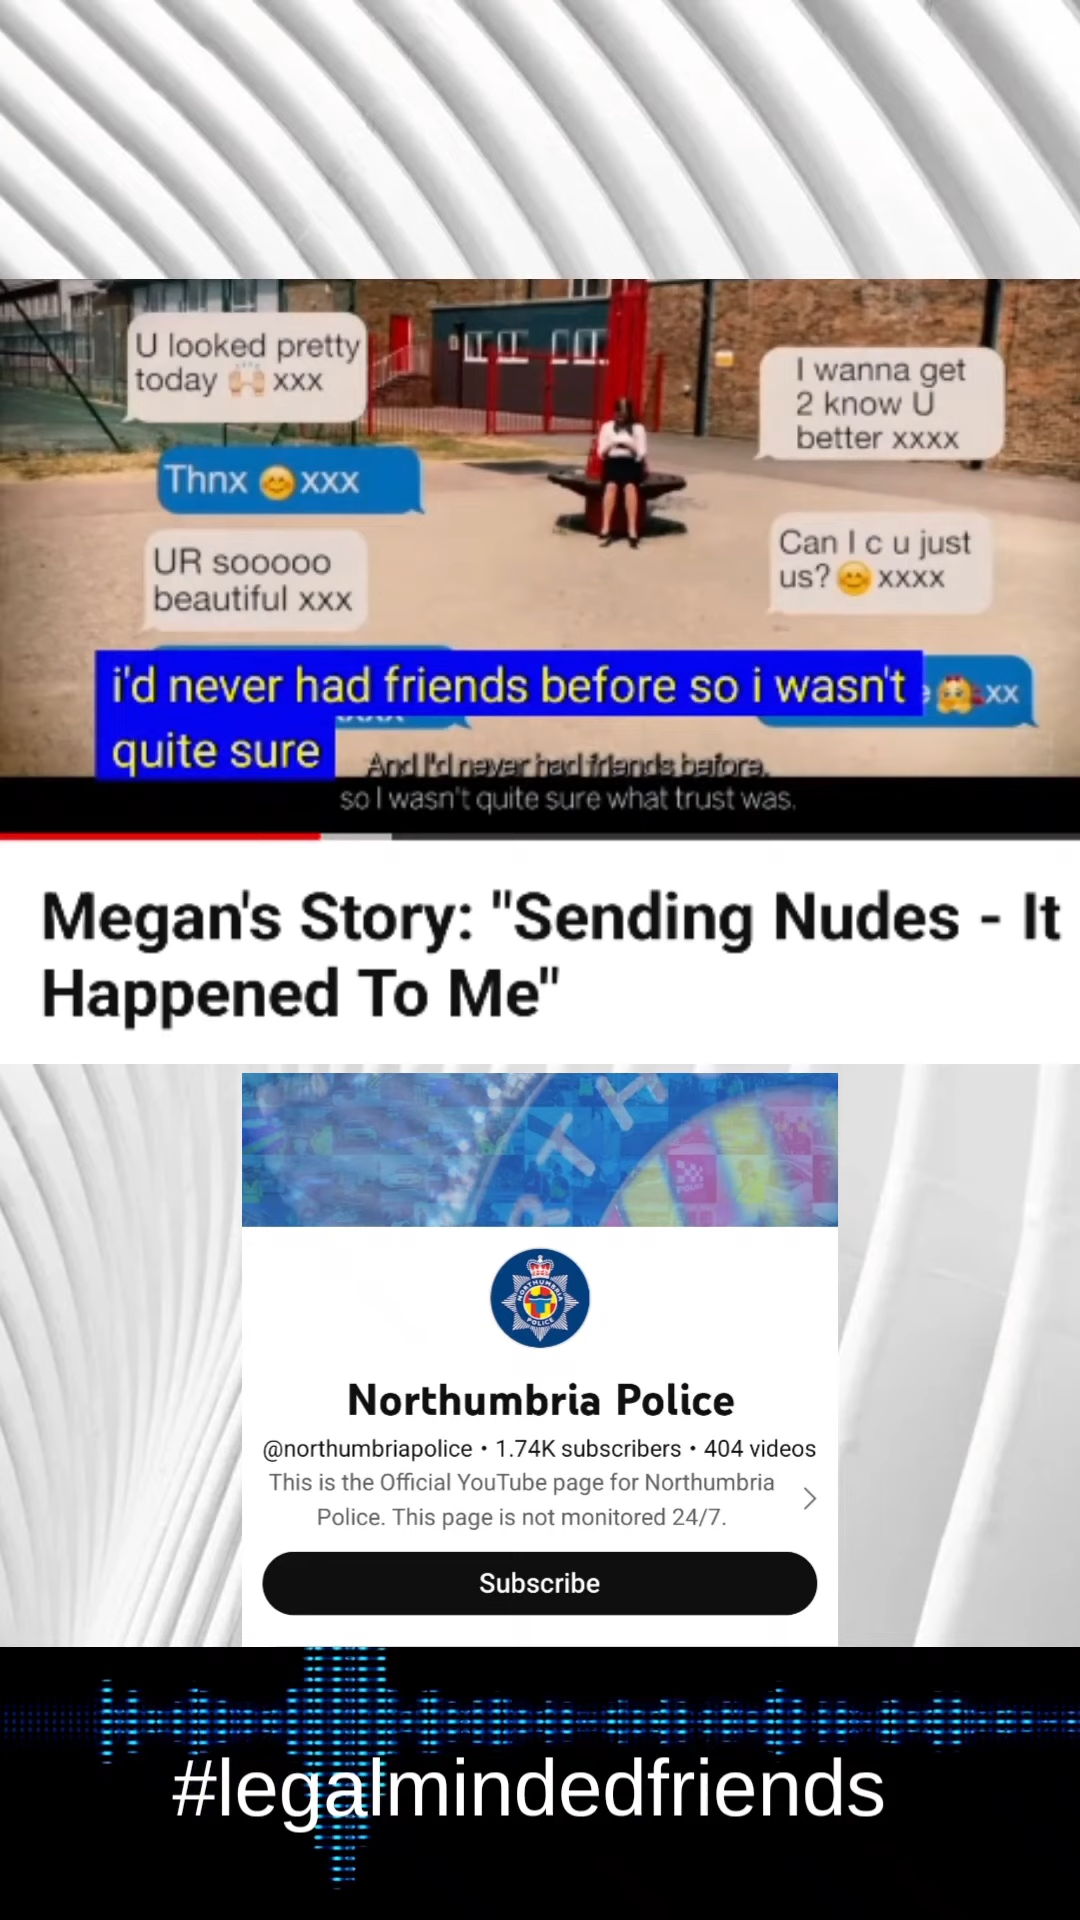 U looked pretty
today 🙌🏻 xxx
I wanna get
2 know U
better xxxx
Thnx 😊 xxx
UR sooooo
beautiful xxx
Can I c u just
us? 😊 xxxx
i'd never had friends before so i wasn't
quite sure
xx
And I'd never had friends before,
so I wasn't quite sure what trust was.
Megan's Story: "Sending Nudes - It
Happened To Me"
RTH
NORTHUMBRIA
POLICE
Northumbria Police
@northumbriapolice • 1.74K subscribers • 404 videos
This is the Official YouTube page for Northumbria
Police. This page is not monitored 24/7.
Subscribe
#legalmindedfriends